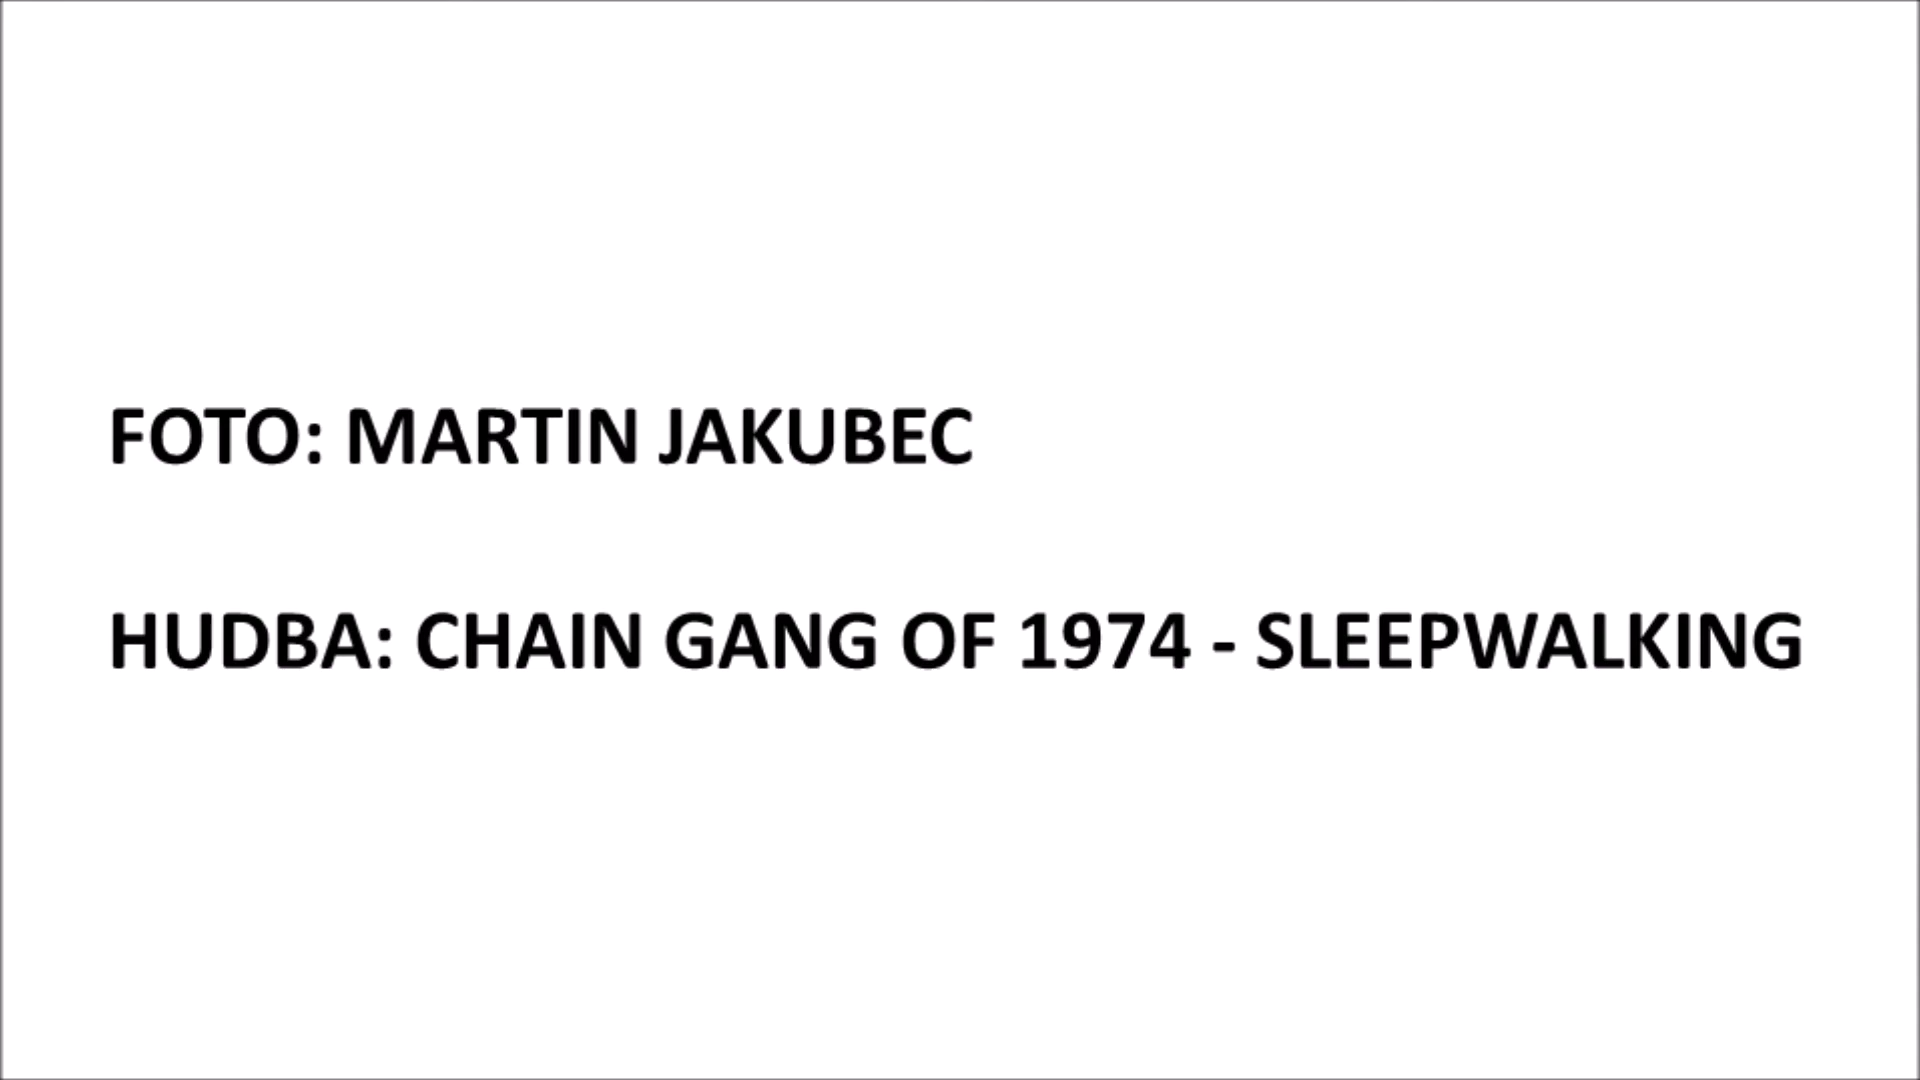 FOTO: MARTIN JAKUBEC
HUDBA: CHAIN GANG OF 1974 - SLEEPWALKING